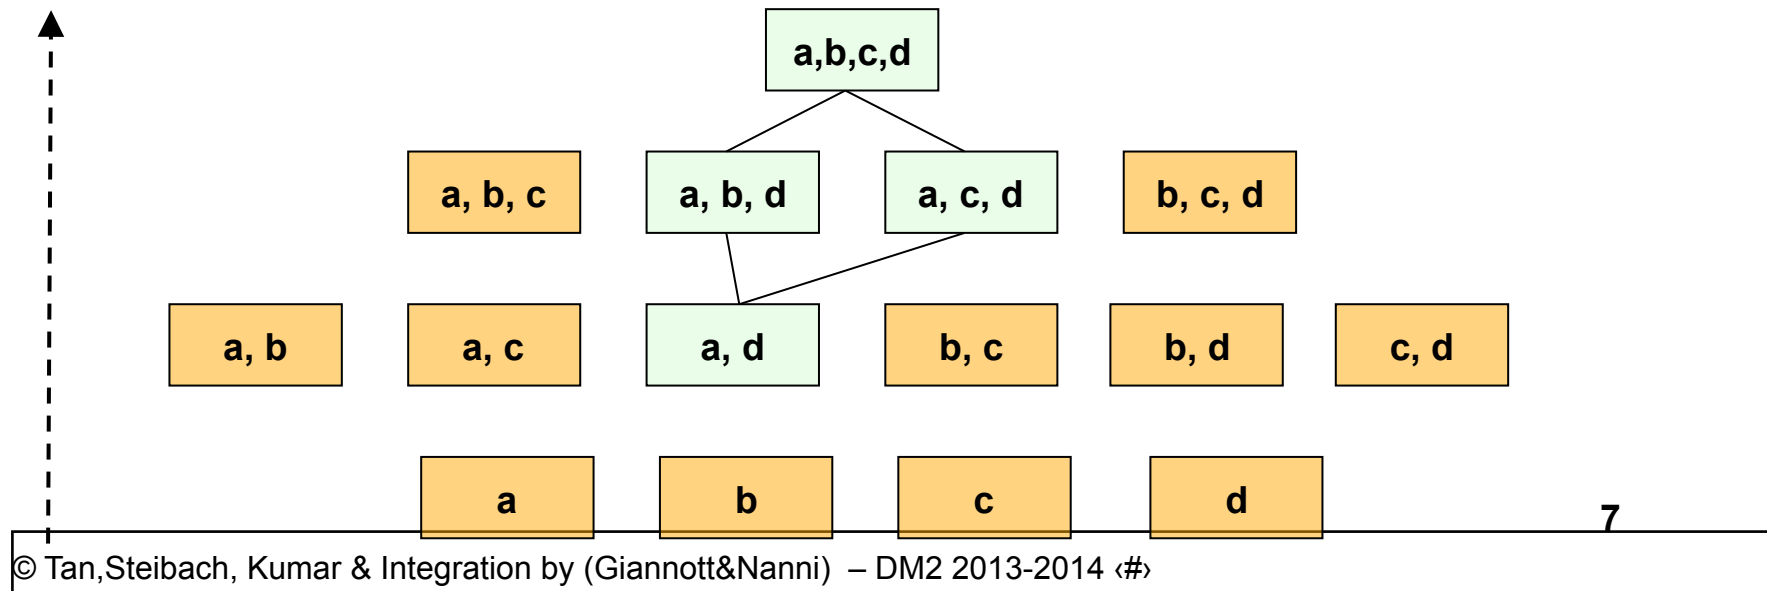 a,b,c,d
a, b, c
a, b, d
a, c, d
b, c, d
a, b
a, c
a, d
b, c
b, d
c, d
a
b
c
d
7
© Tan,Steibach, Kumar & Integration by (Giannott&Nanni) – DM2 2013-2014 ‹#›